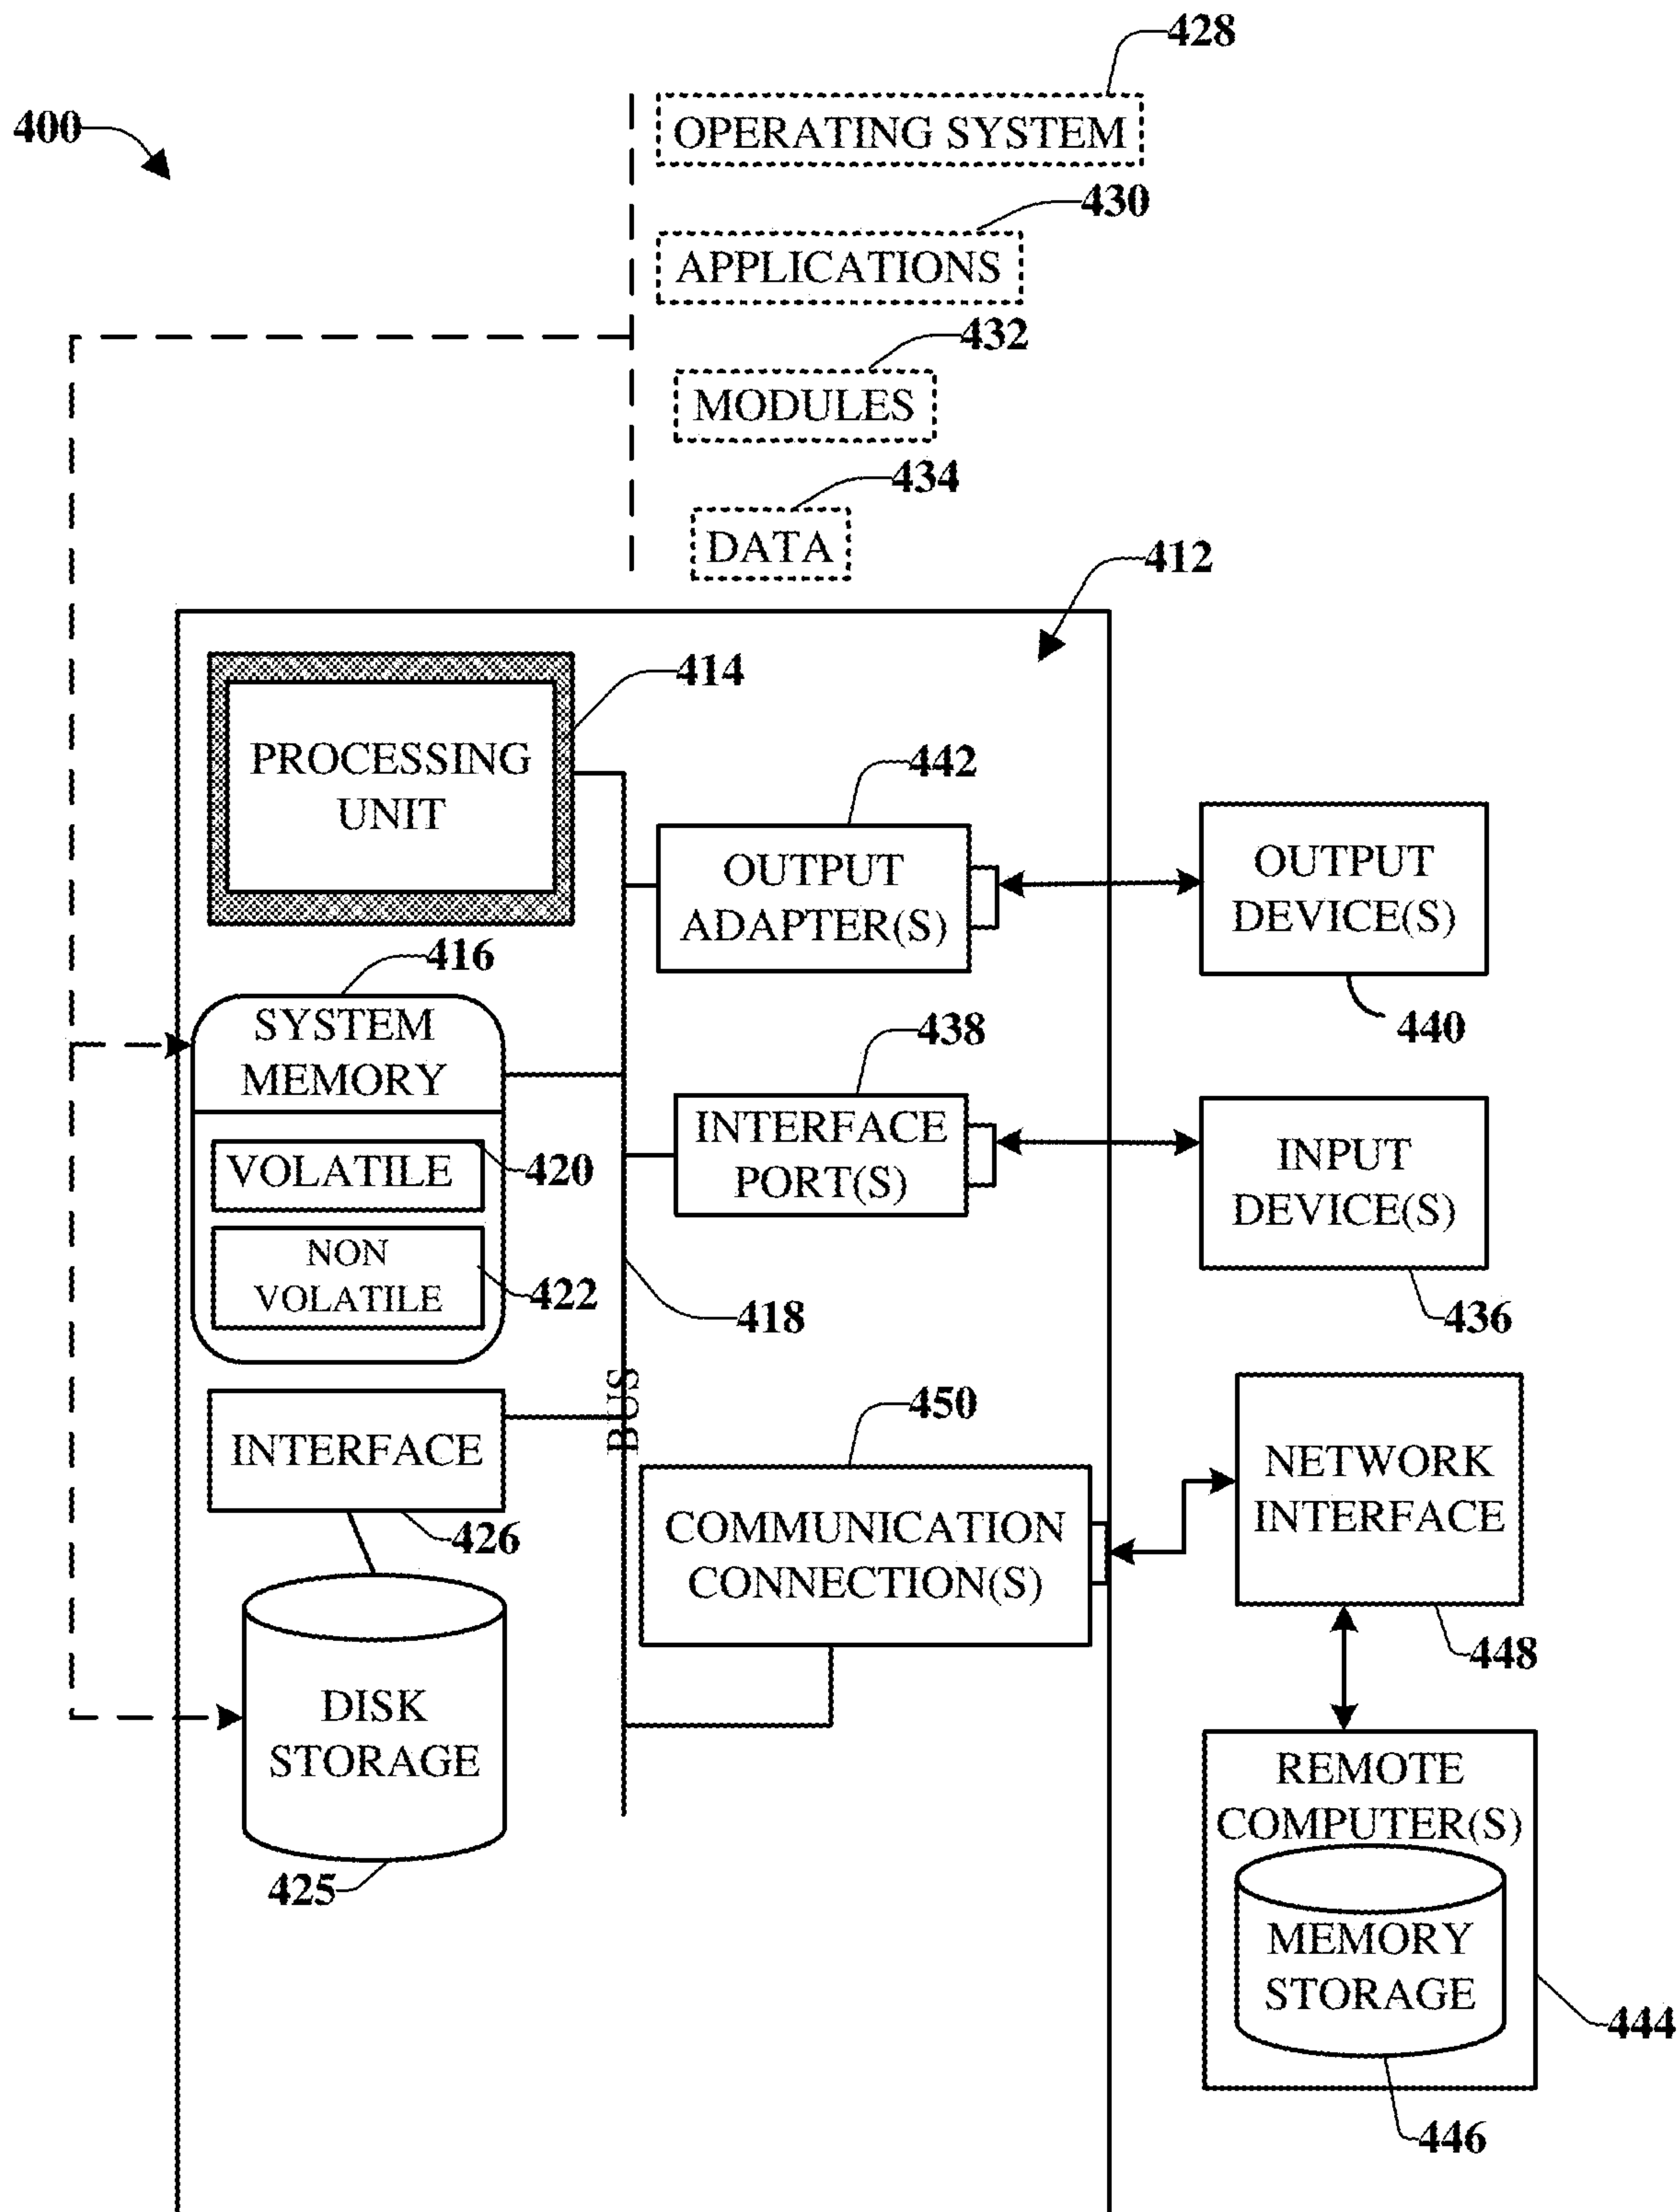 428
400
OPERATING SYSTEM
430
APPLICATIONS
432
MODULES
434
DATA
412
414
PROCESSING
UNIT
442
OUTPUT
ADAPTER(S)
OUTPUT
DEVICE(S)
440
416
SYSTEM
MEMORY
VOLATILE
420
NON
VOLATILE
422
438
INTERFACE
PORT(S)
INPUT
DEVICE(S)
436
418
BUS
INTERFACE
426
450
COMMUNICATION
CONNECTION(S)
NETWORK
INTERFACE
448
DISK
STORAGE
425
REMOTE
COMPUTER(S)
MEMORY
STORAGE
444
446